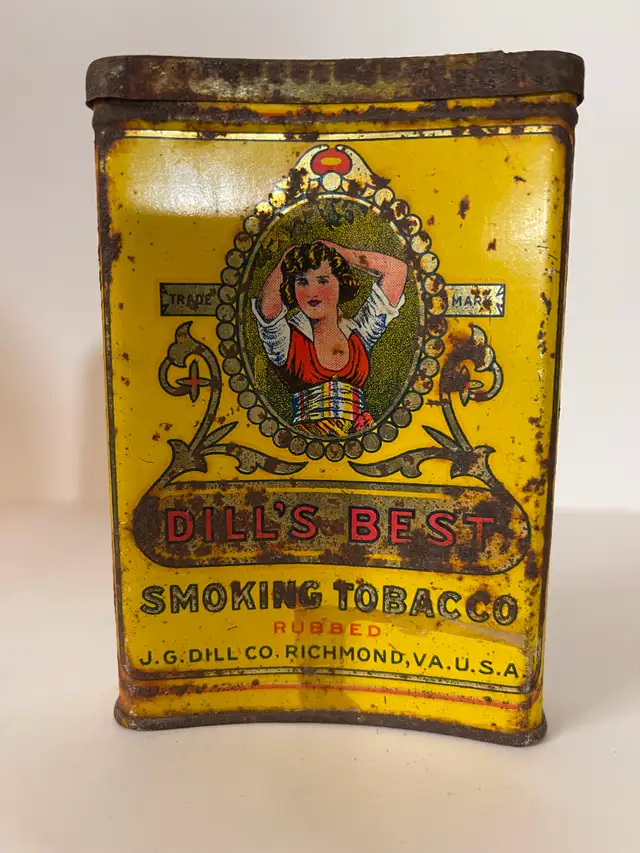 TRADE MARK
DILL'S BEST
SMOKING TOBACCO
RUBBED
J.G. DILL CO. RICHMOND, VA. U.S.A.